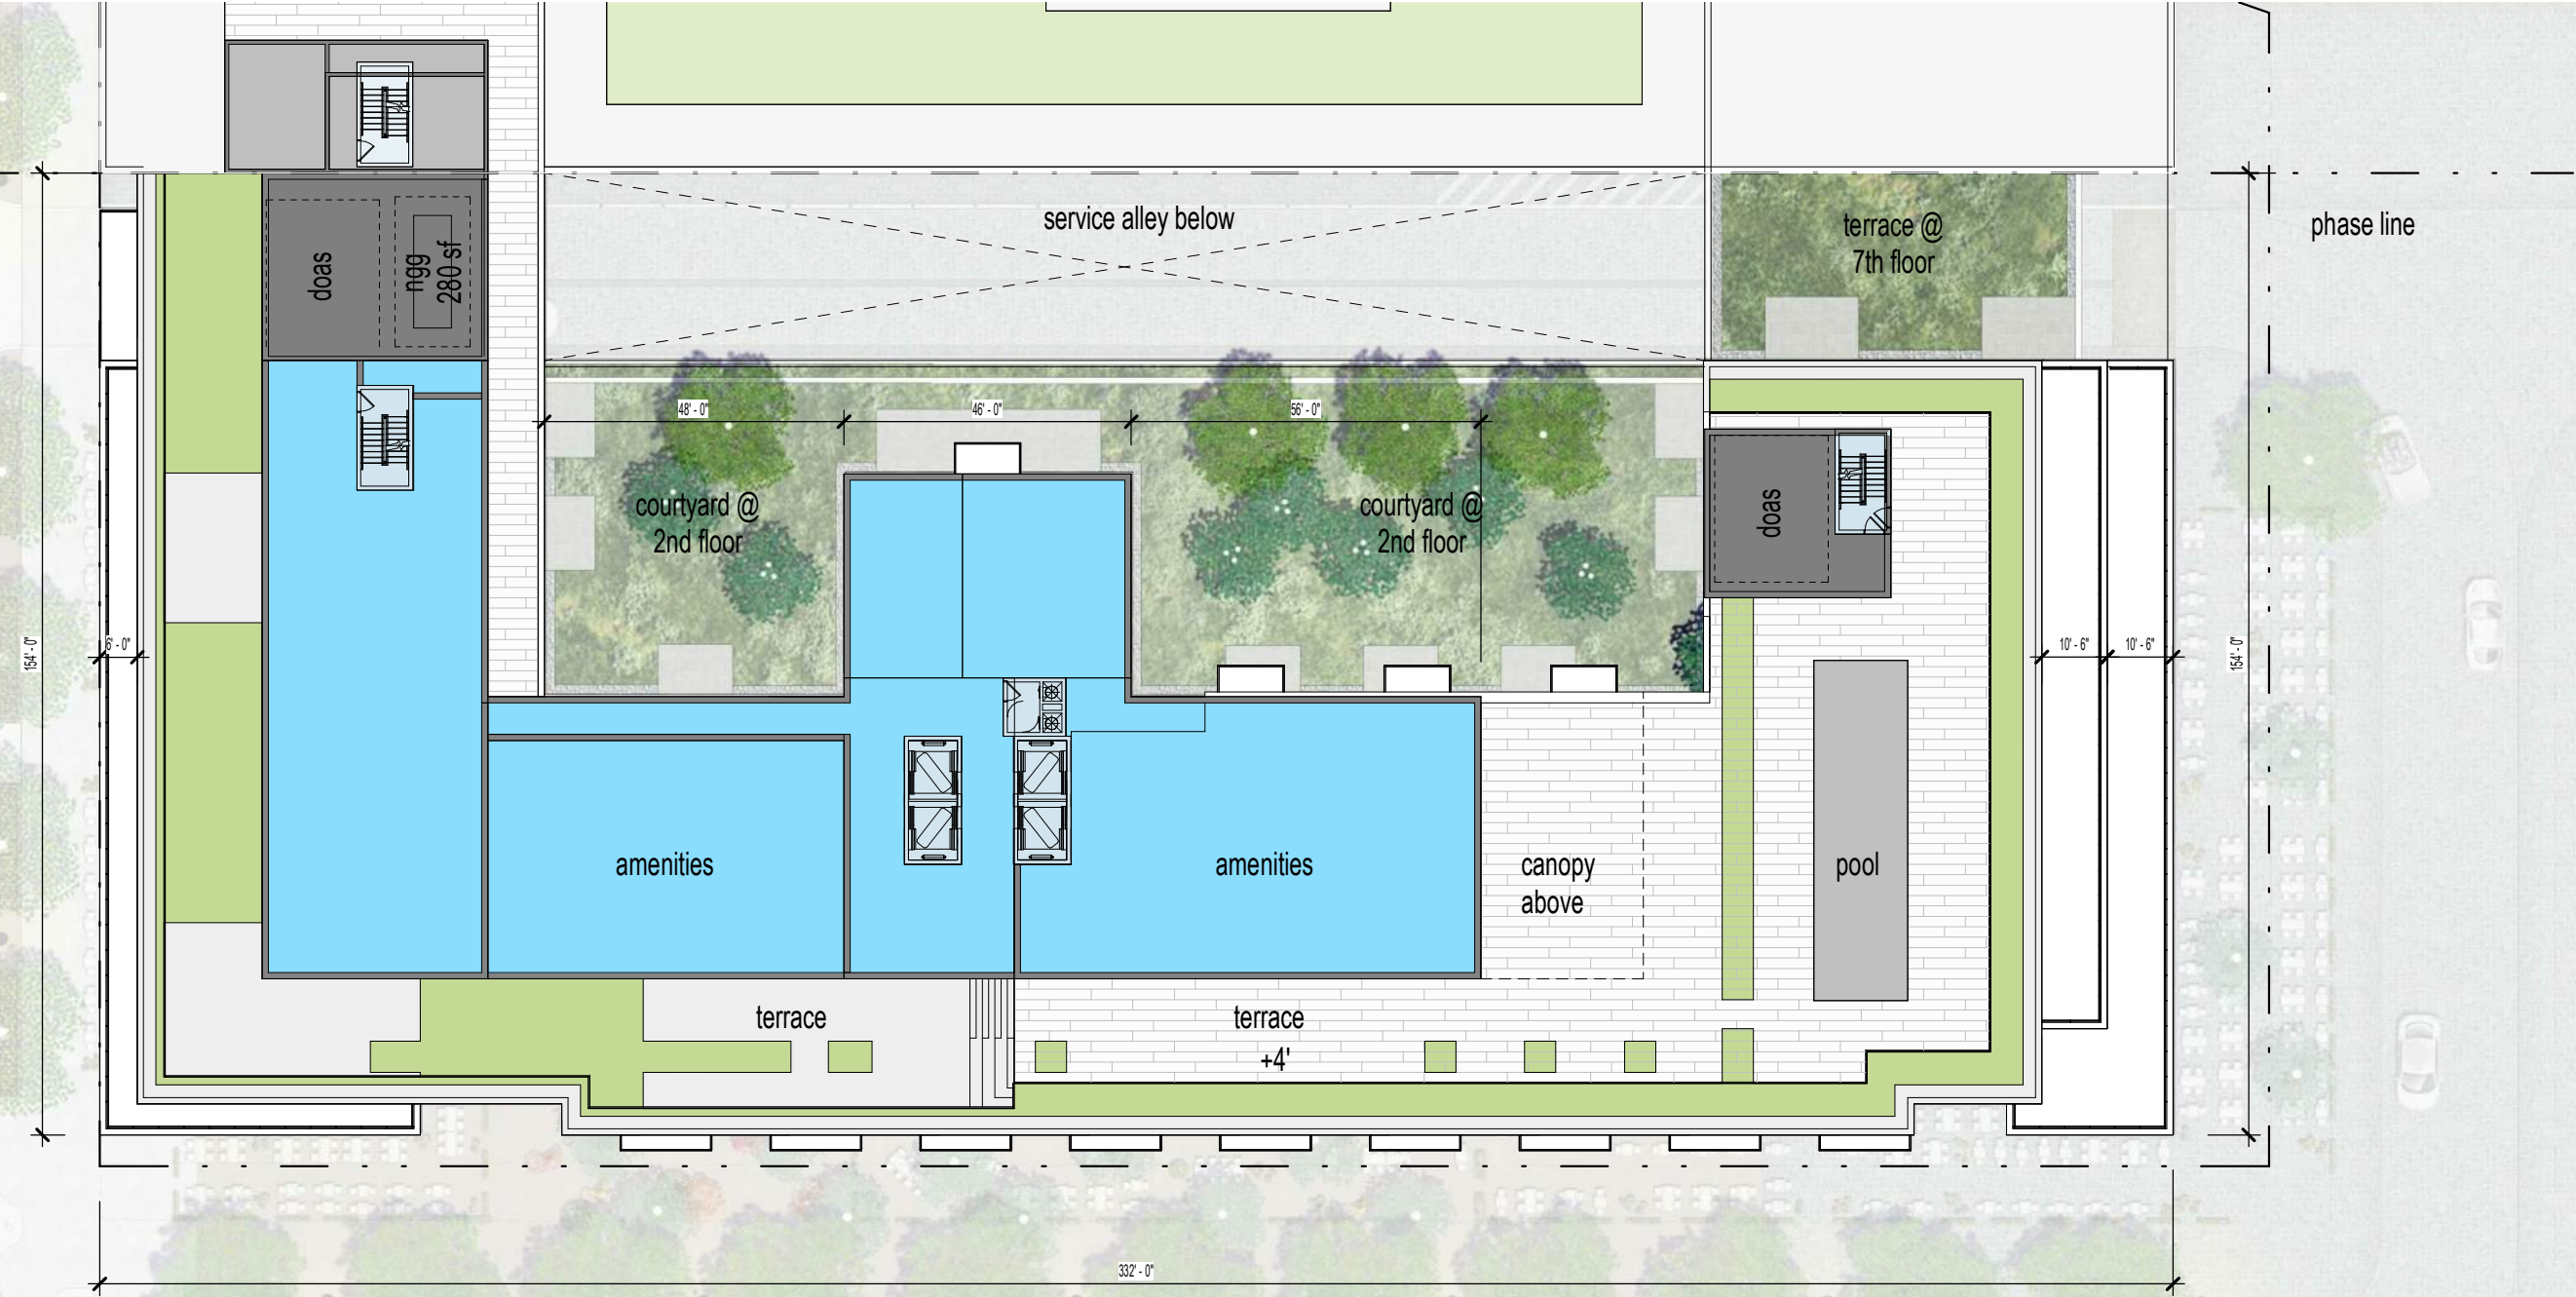 service alley below
terrace @
7th floor
phase line
doas
ngg
280 sf
48' - 0"
46' - 0"
56' - 0"
courtyard @
2nd floor
courtyard @
2nd floor
doas
154' - 0"
6' - 0"
10' - 6"
10' - 6"
154' - 0"
amenities
amenities
canopy
above
pool
terrace
terrace
+4'
332' - 0"